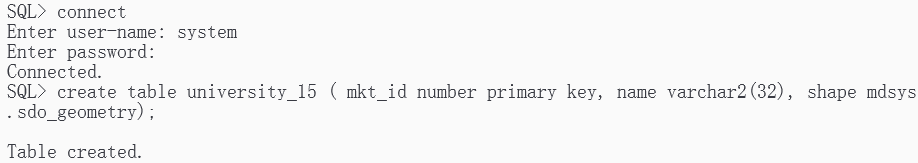 SQL> connect
Enter user-name: system
Enter password:
Connected.
SQL> create table university_15 ( mkt_id number primary key, name varchar2(32), shape mdsys
.sdo_geometry);
Table created.